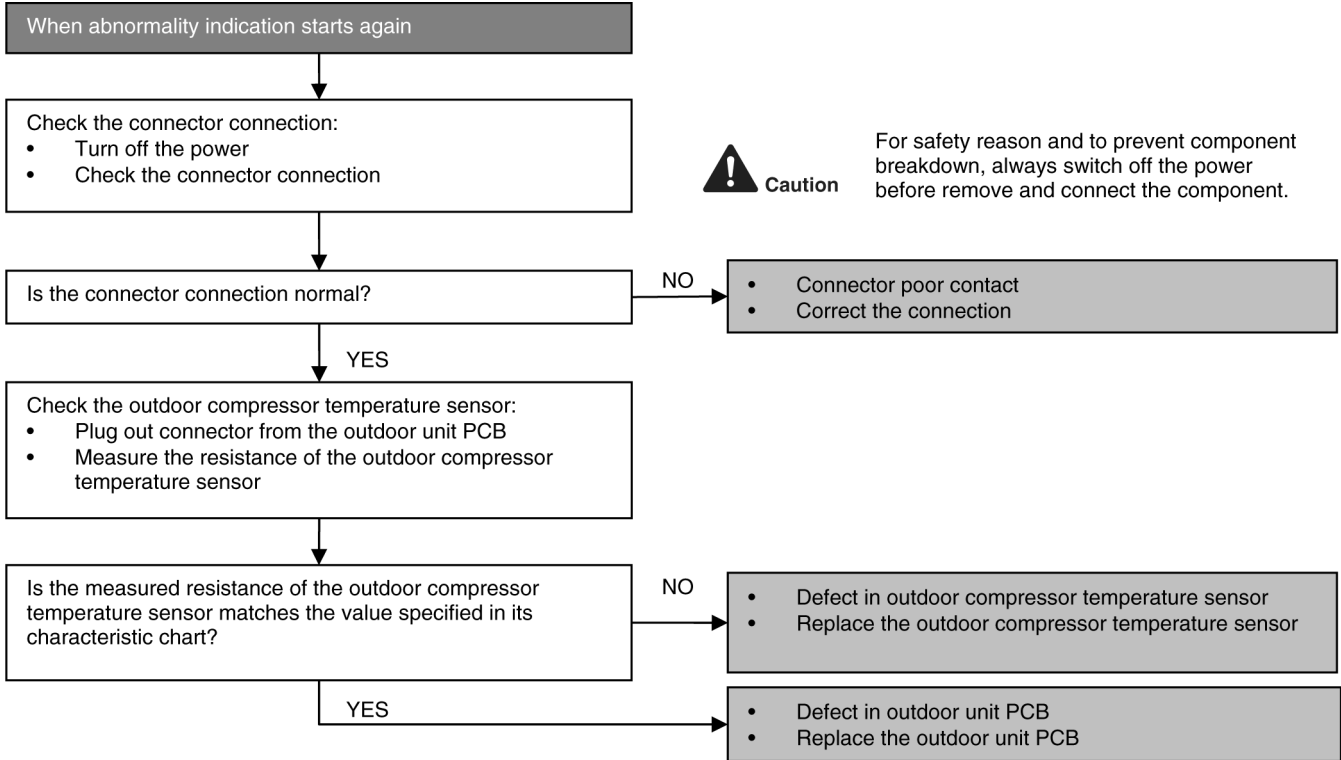 When abnormality indication starts again
Check the connector connection:
• Turn off the power
• Check the connector connection
Caution
For safety reason and to prevent component
breakdown, always switch off the power
before remove and connect the component.
Is the connector connection normal?
NO
• Connector poor contact
• Correct the connection
YES
Check the outdoor compressor temperature sensor:
• Plug out connector from the outdoor unit PCB
• Measure the resistance of the outdoor compressor
temperature sensor
Is the measured resistance of the outdoor compressor
temperature sensor matches the value specified in its
characteristic chart?
NO
• Defect in outdoor compressor temperature sensor
• Replace the outdoor compressor temperature sensor
YES
• Defect in outdoor unit PCB
• Replace the outdoor unit PCB